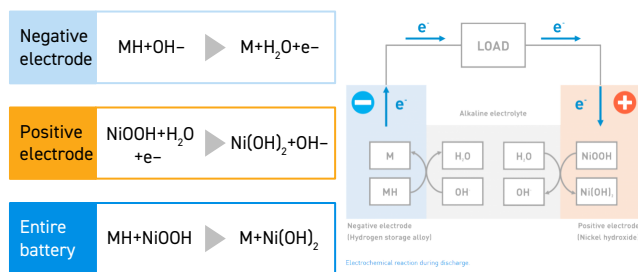 Negative
electrode
MH+OH− M+H₂O+e−
Positive
electrode
NiOOH+H₂O
+e−
Ni(OH)₂+OH−
Entire
battery
MH+NiOOH M+Ni(OH)₂
e⁻ LOAD e⁻
e⁻ e⁻
Alkaline electrolyte
M H₂O H₂O NiOOH
MH OH OH Ni(OH)₂
Negative electrode
(Hydrogen storage alloy)
Positive electrode
(Nickel hydroxide
Electrochemical reaction during discharge.